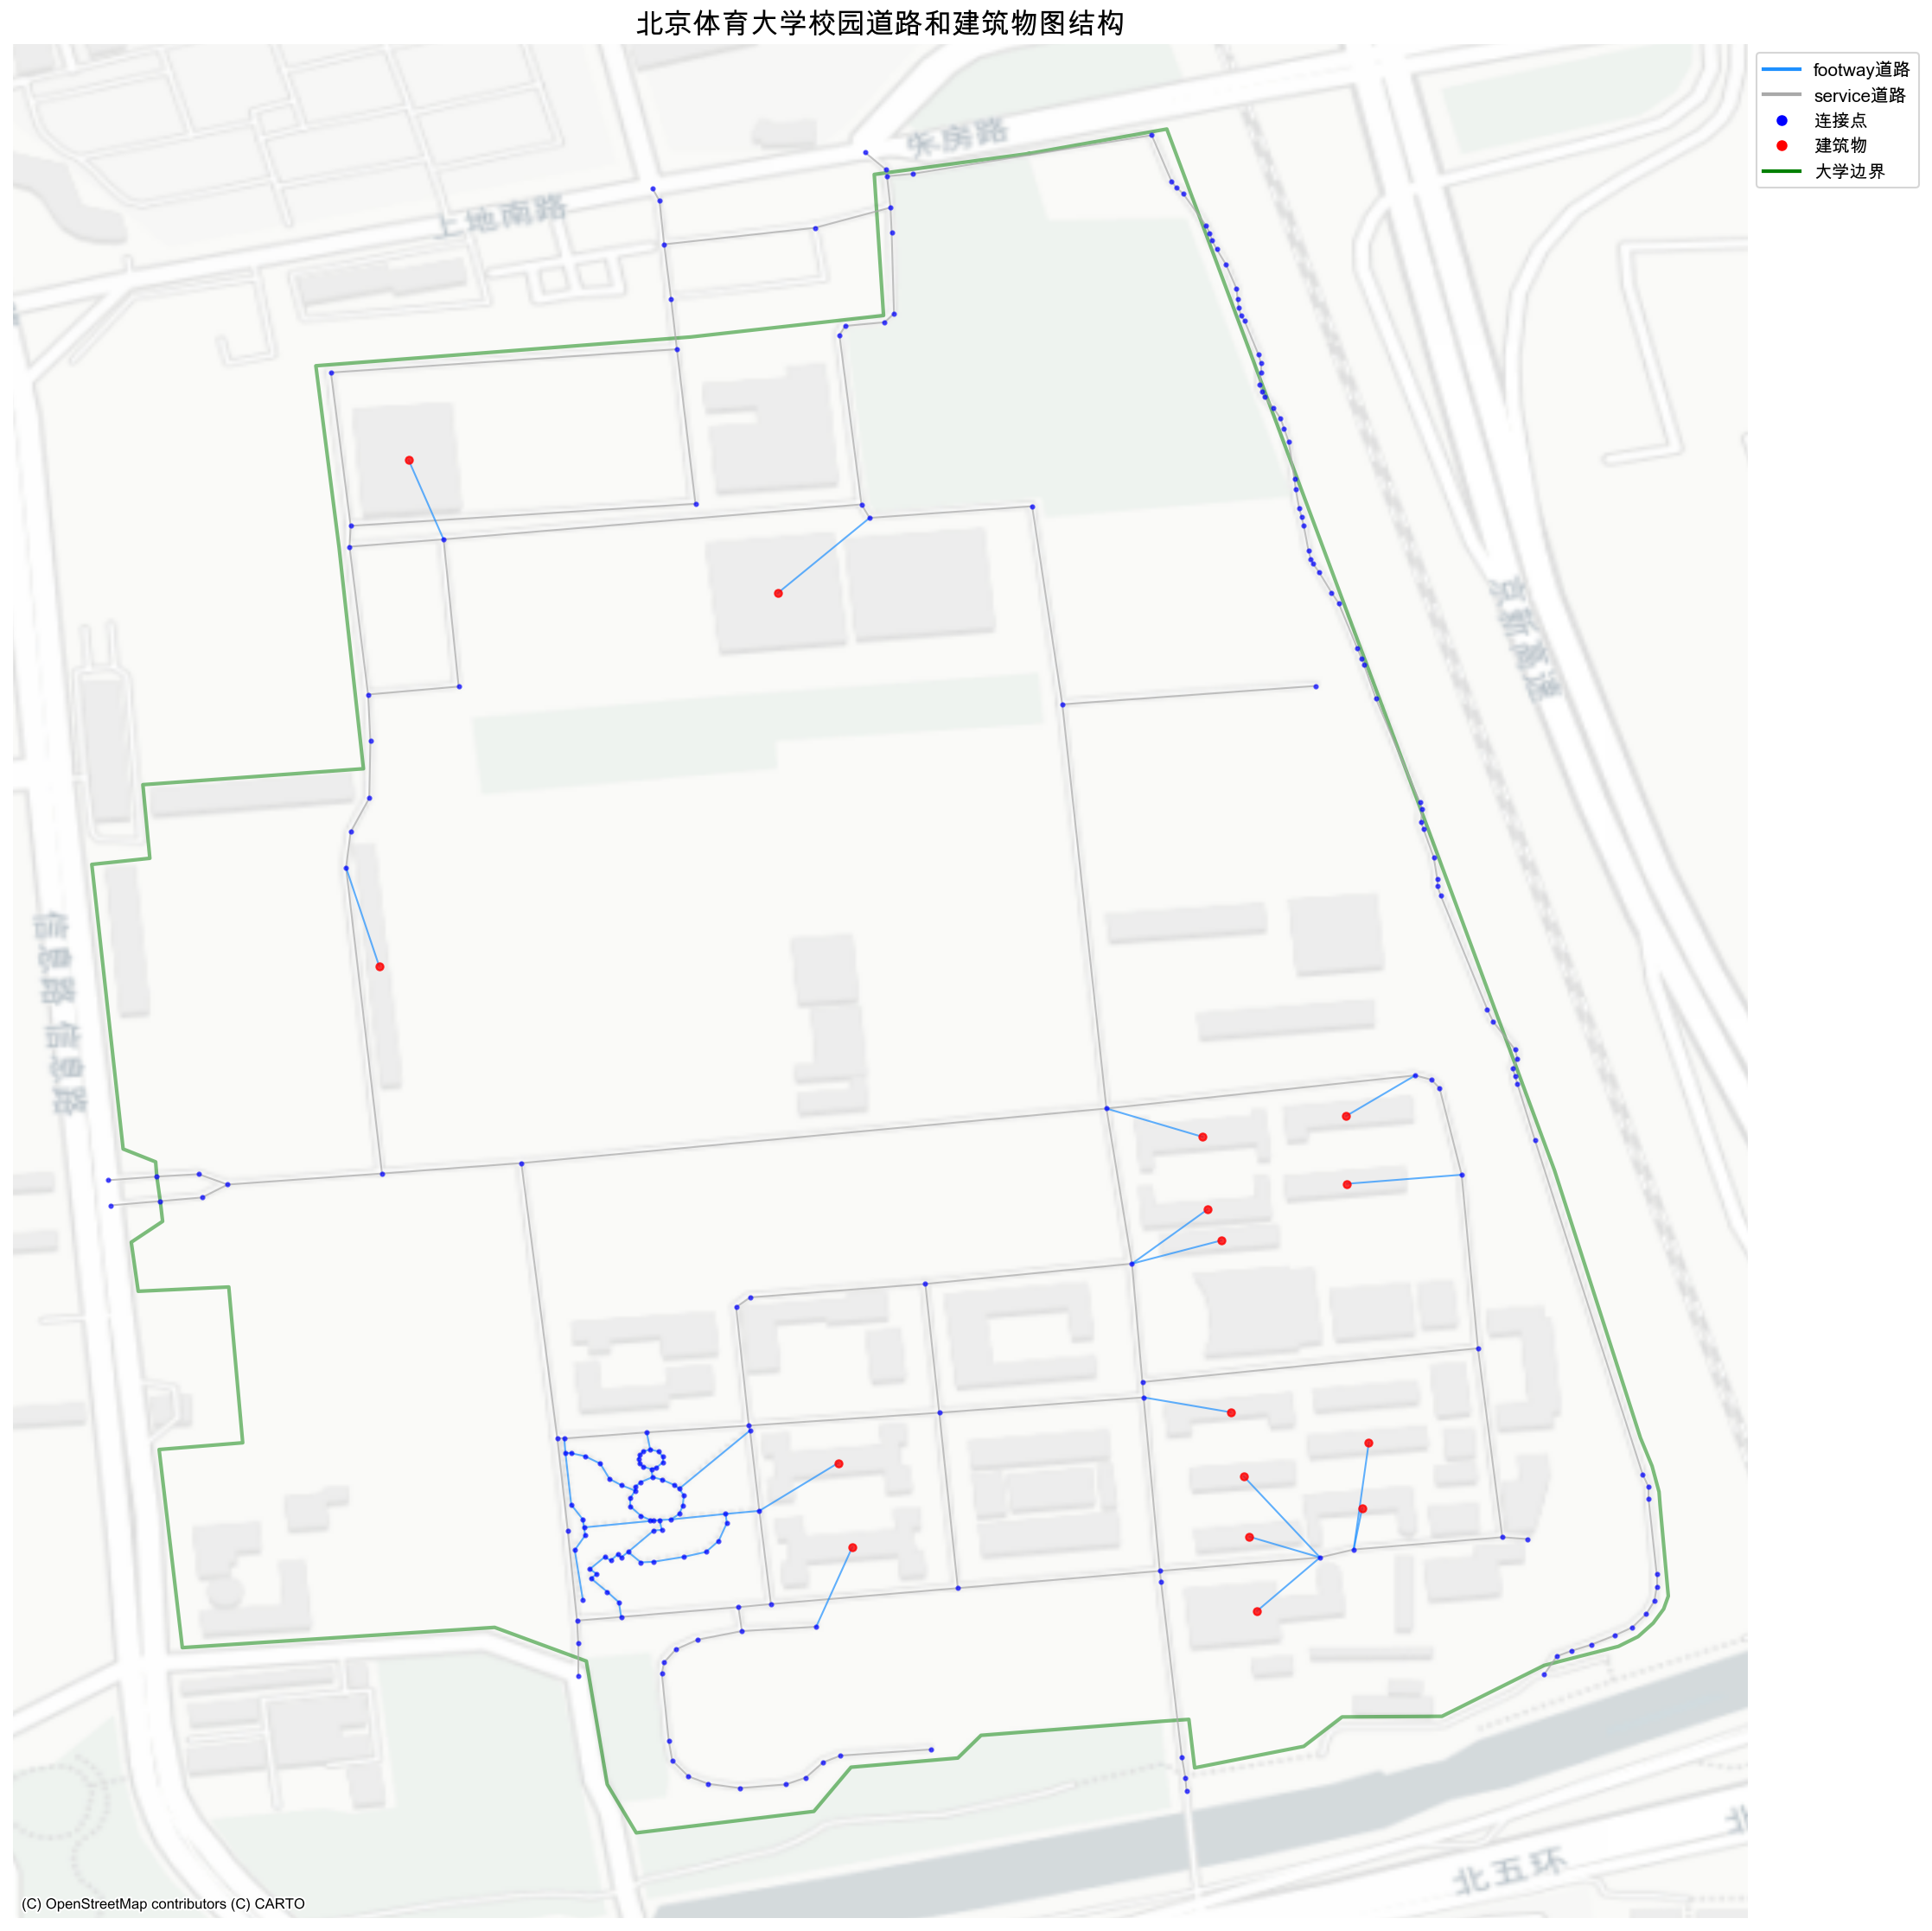 北京体育大学校园道路和建筑物图结构
footway道路
service道路
连接点
建筑物
大学边界
朱房路
上地南路
京新高速
信息路 信息路
北五环
北
(C) OpenStreetMap contributors (C) CARTO